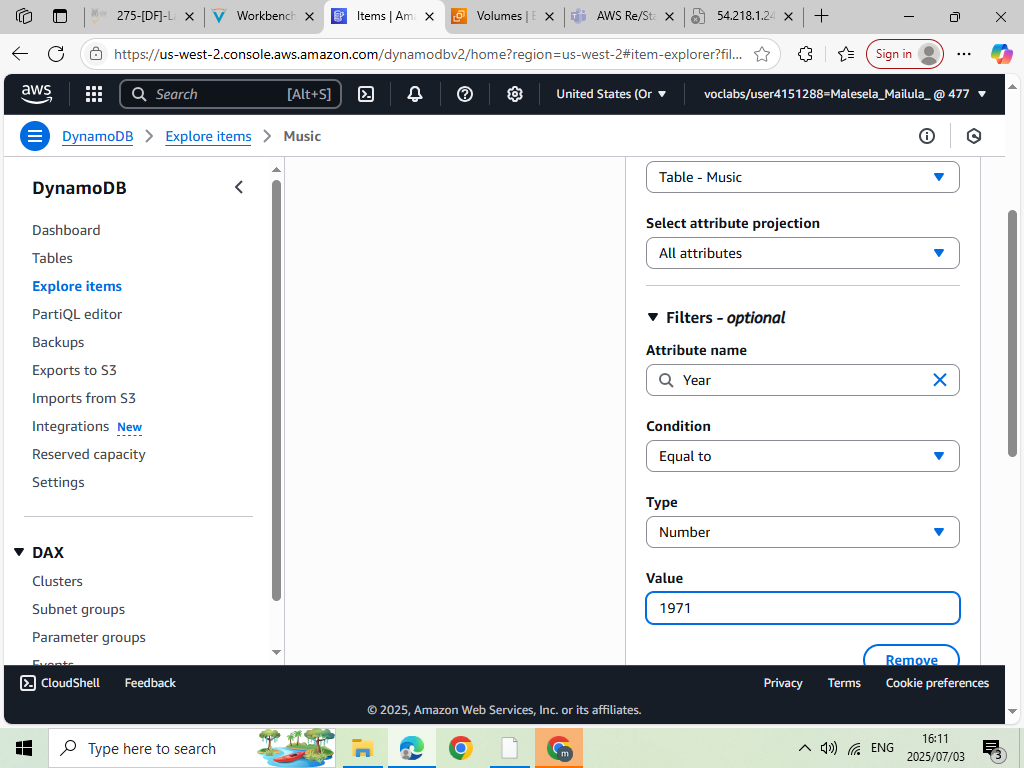 275-[DF]-L
Workbench
Items | Am
Volumes | E
AWS Re/Sta
54.218.1.24
https://us-west-2.console.aws.amazon.com/dynamodbv2/home?region=us-west-2#item-explorer?fil...
Sign in
aws
Search
[Alt+S]
United States (Or
voclabs/user4151288=Malesela_Mailula_ @ 477
DynamoDB
Explore items
Music
DynamoDB
Dashboard
Tables
Explore items
PartiQL editor
Backups
Exports to S3
Imports from S3
Integrations New
Reserved capacity
Settings
DAX
Clusters
Subnet groups
Parameter groups
Events
Table - Music
Select attribute projection
All attributes
Filters - optional
Attribute name
Year
Condition
Equal to
Type
Number
Value
1971
Remove
CloudShell
Feedback
Privacy
Terms
Cookie preferences
© 2025, Amazon Web Services, Inc. or its affiliates.
Type here to search
m
ENG
16:11
2025/07/03
3